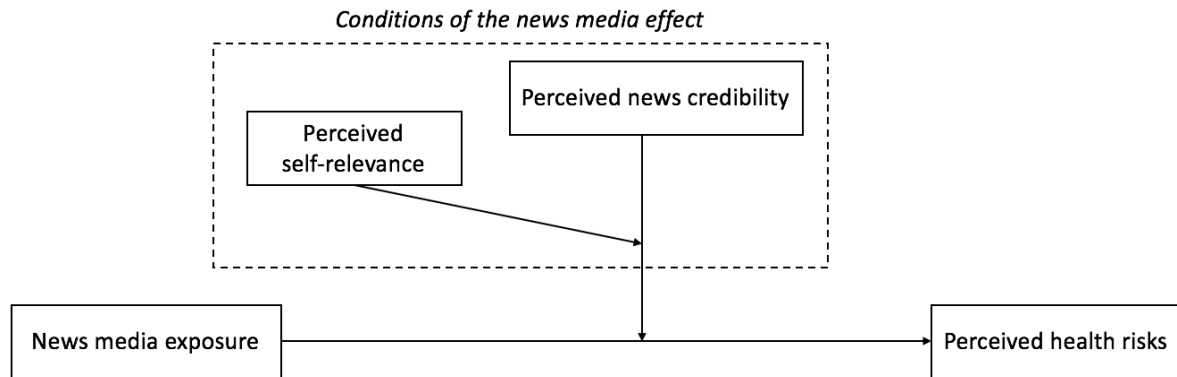 Conditions of the news media effect
Perceived news credibility
Perceived
self-relevance
News media exposure
Perceived health risks